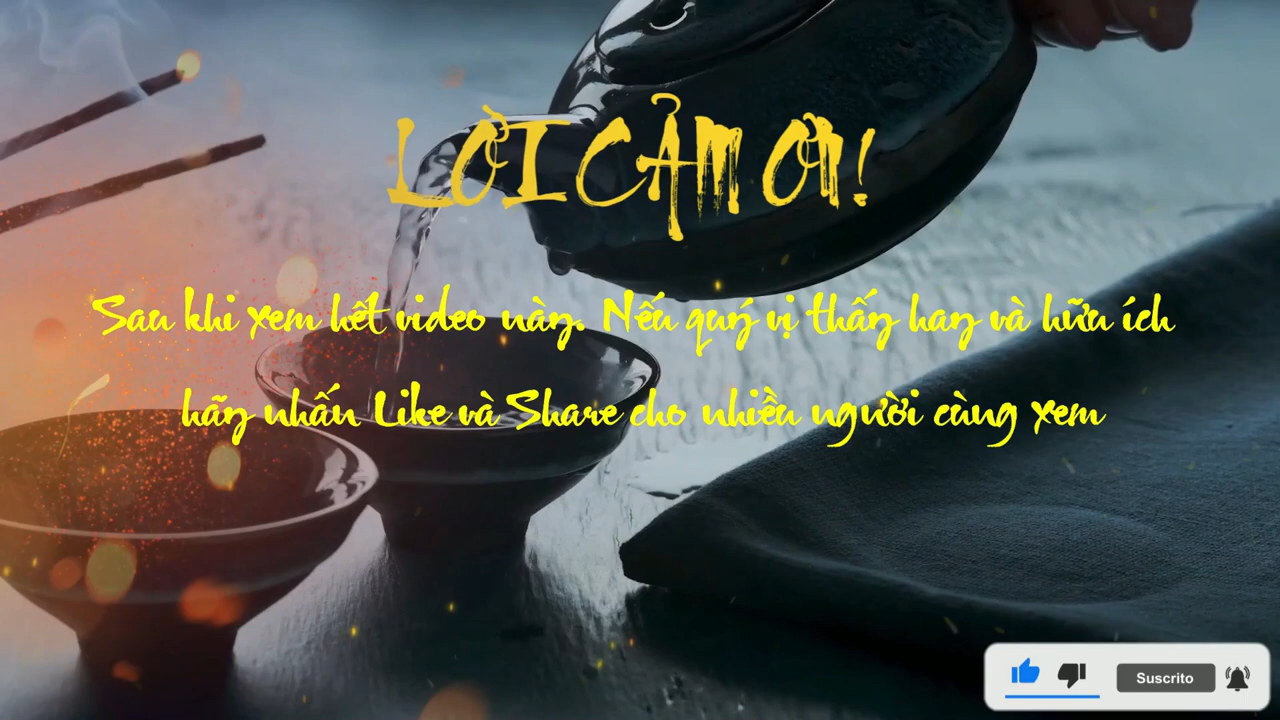 LỜI CẢM ƠN!
Sau khi xem hết video này. Nếu quý vị thấy hay và hữu ích
hãy nhấn Like và Share cho nhiều người cùng xem
Suscrito